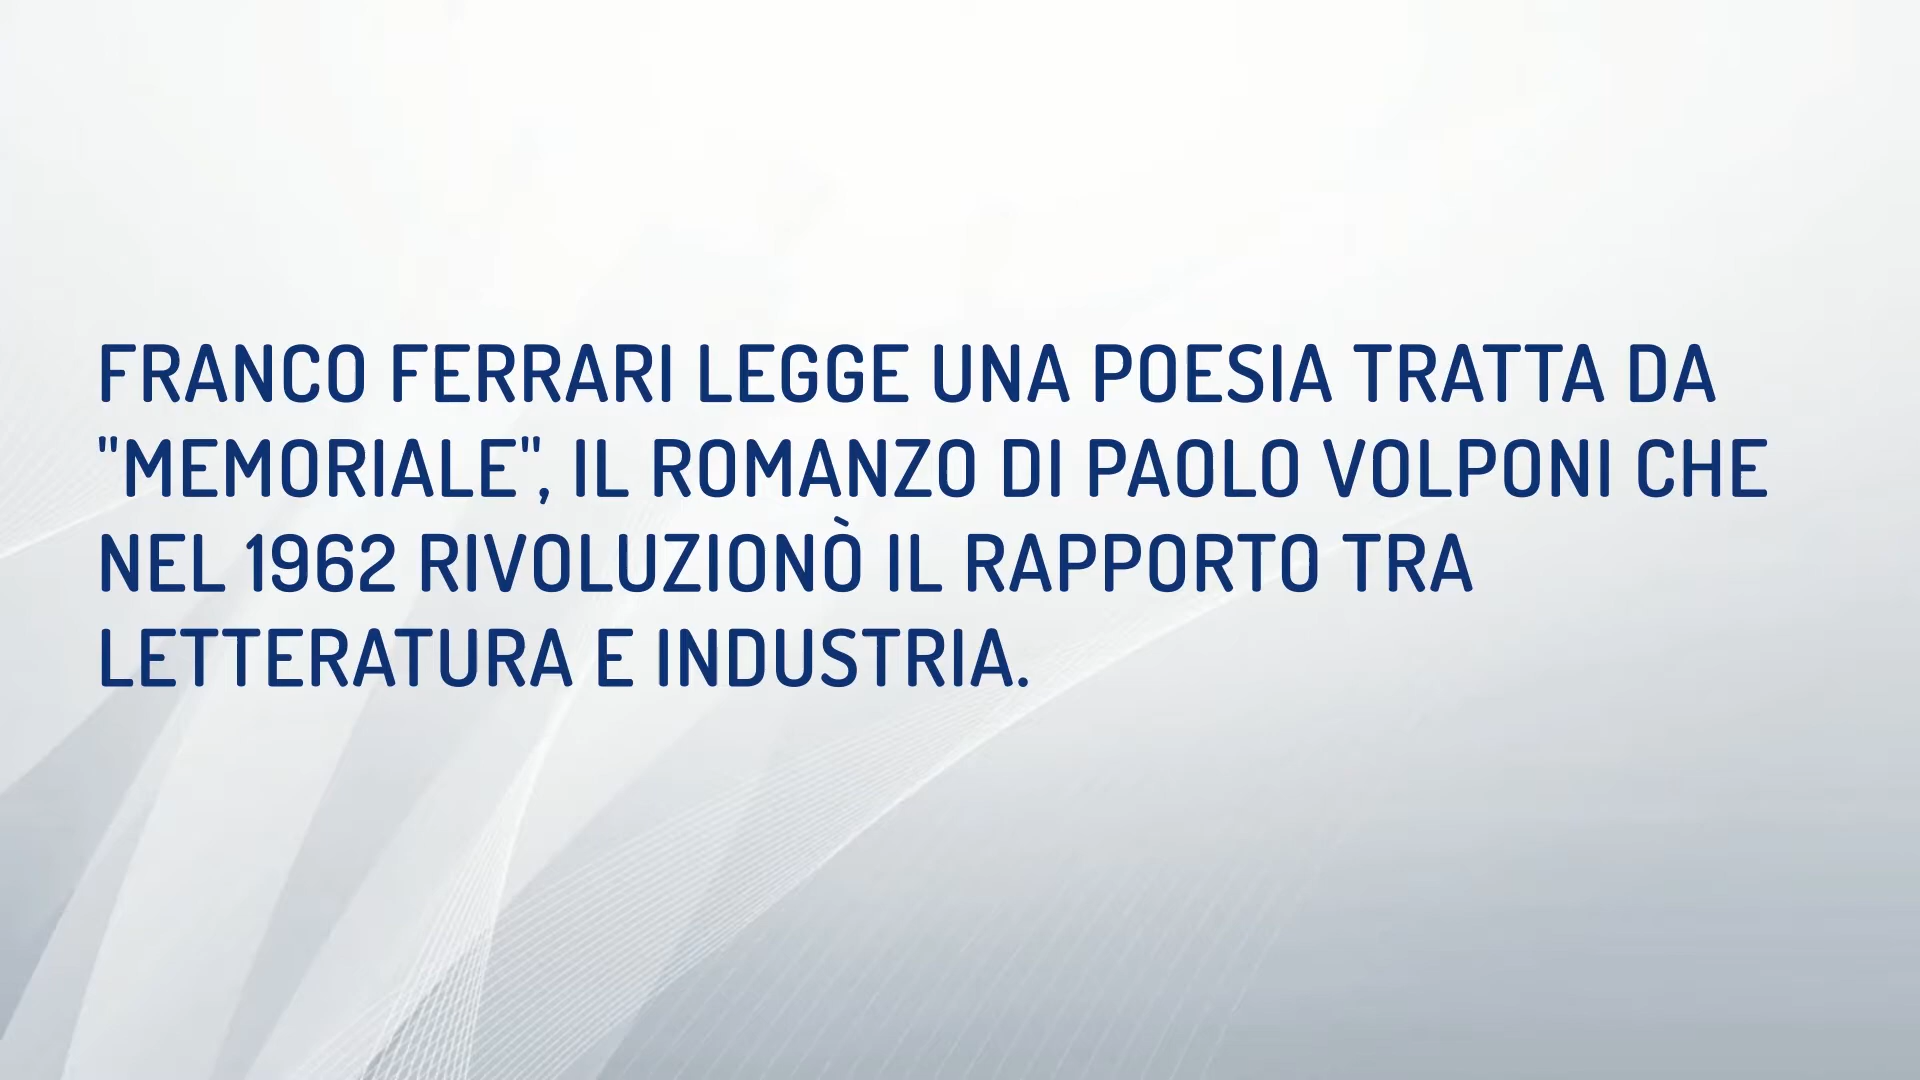 FRANCO FERRARI LEGGE UNA POESIA TRATTA DA
"MEMORIALE", IL ROMANZO DI PAOLO VOLPONI CHE
NEL 1962 RIVOLUZIONÒ IL RAPPORTO TRA
LETTERATURA E INDUSTRIA.